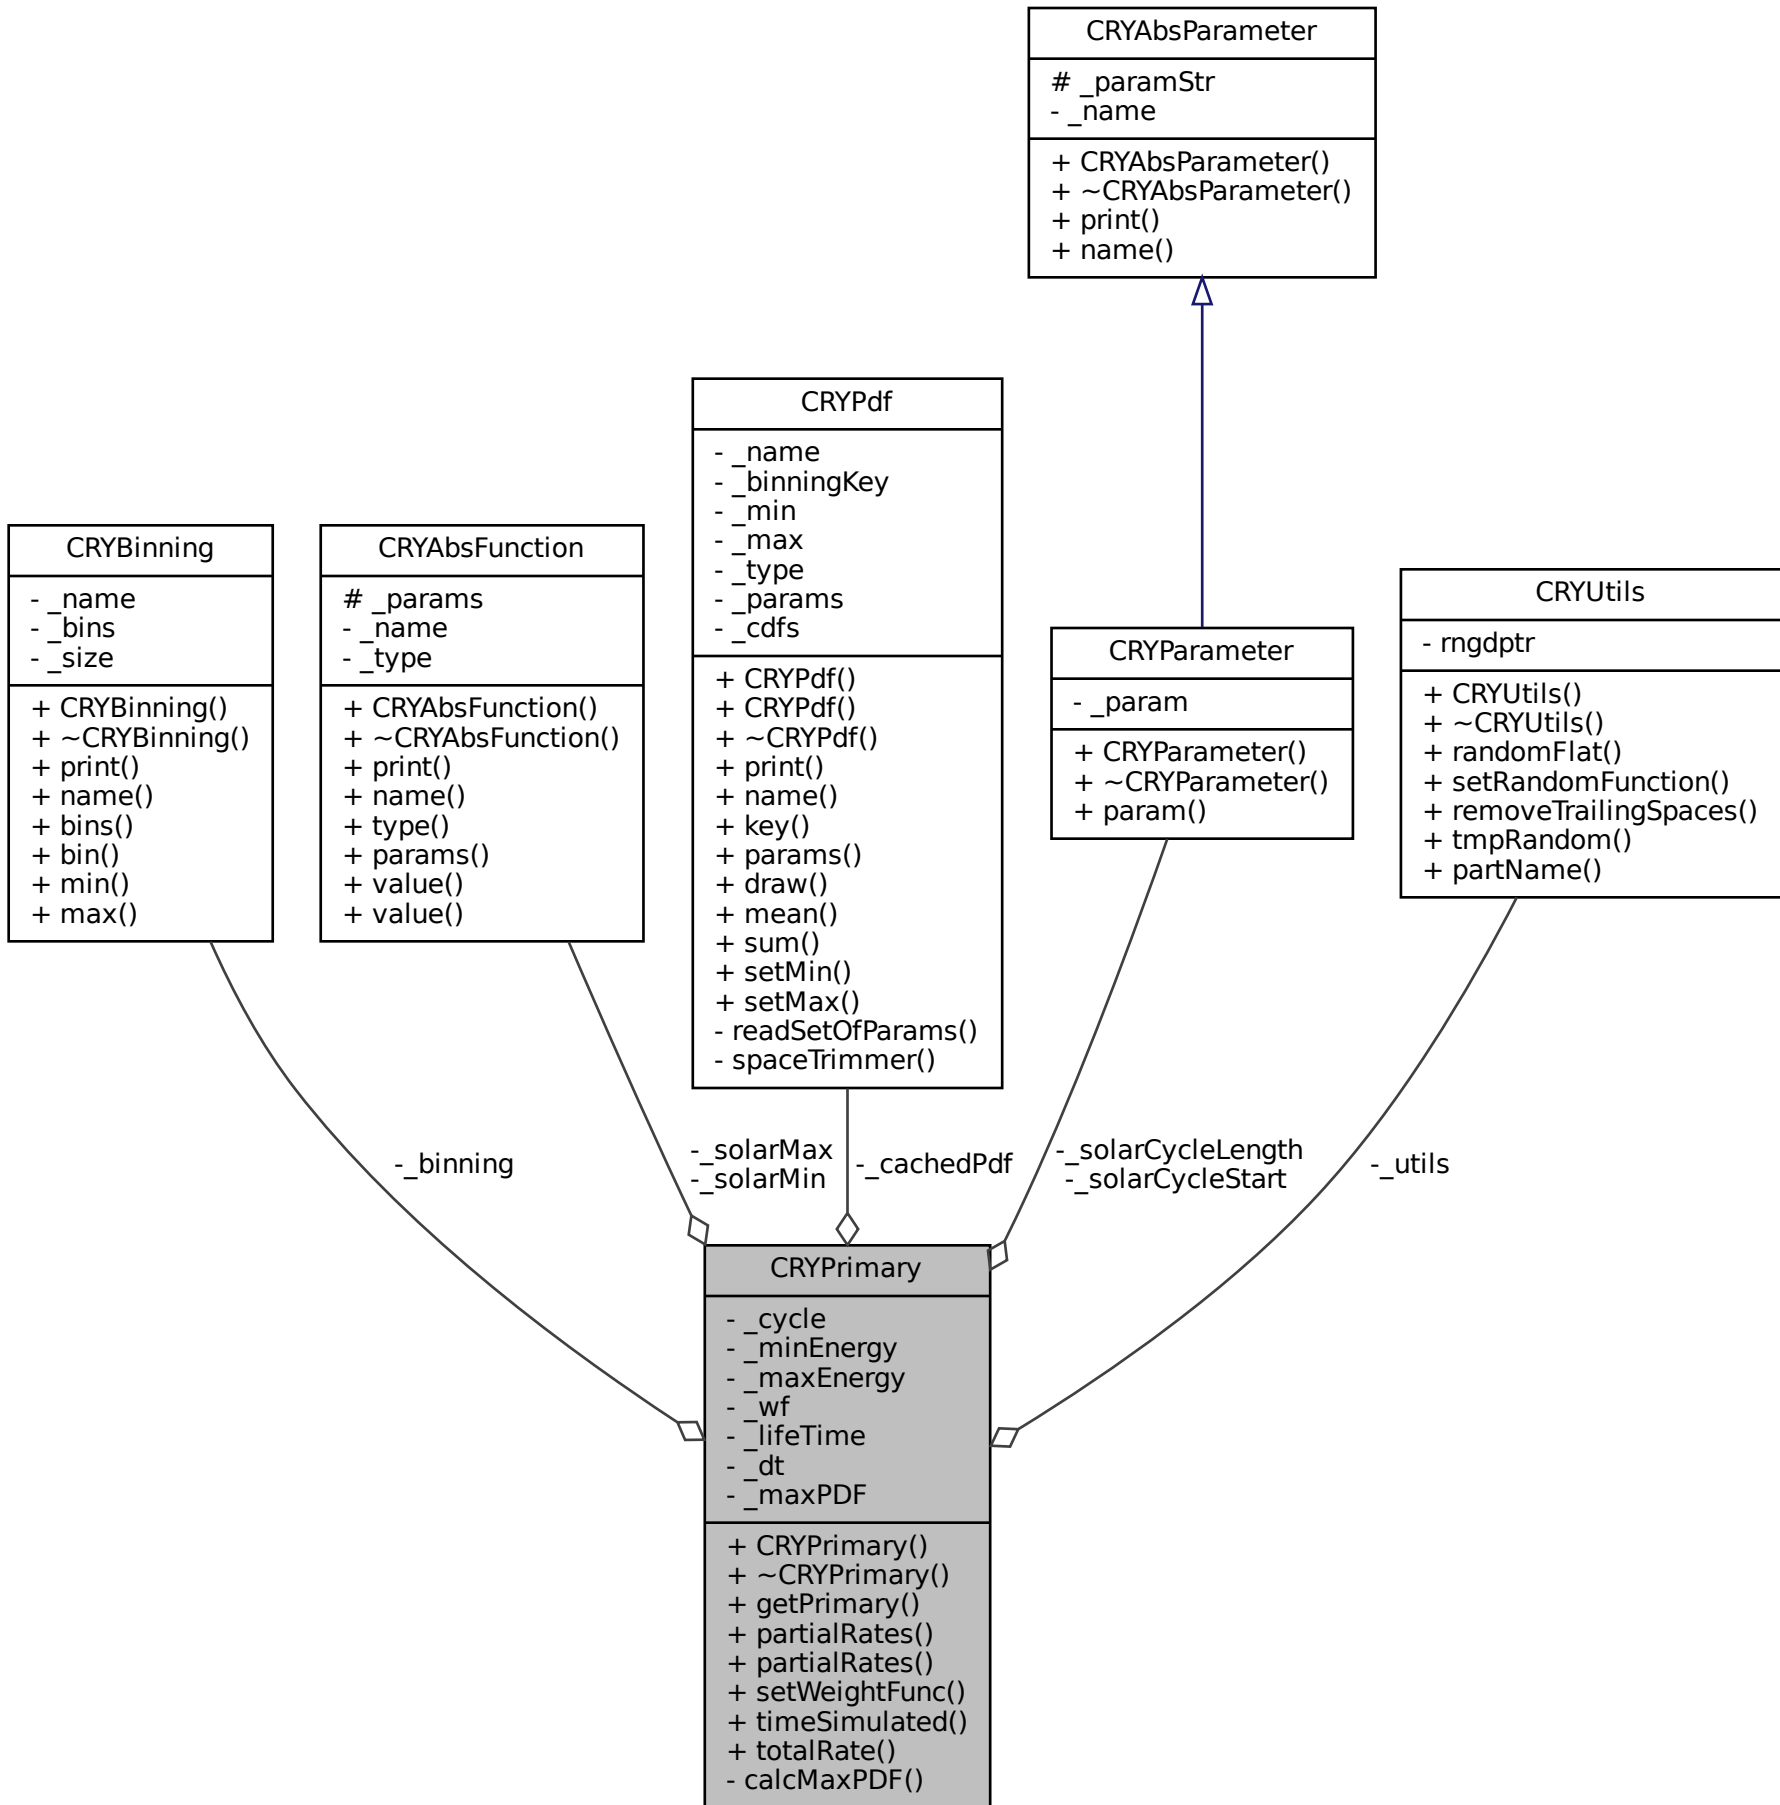 CRYAbsParameter
# _paramStr
- _name
+ CRYAbsParameter()
+ ~CRYAbsParameter()
+ print()
+ name()
CRYPdf
- _name
- _binningKey
- _min
- _max
- _type
- _params
- _cdfs
+ CRYPdf()
+ CRYPdf()
+ ~CRYPdf()
+ print()
+ name()
+ key()
+ params()
+ draw()
+ mean()
+ sum()
+ setMin()
+ setMax()
- readSetOfParams()
- spaceTrimmer()
CRYBinning
- _name
- _bins
- _size
+ CRYBinning()
+ ~CRYBinning()
+ print()
+ name()
+ bins()
+ bin()
+ min()
+ max()
CRYAbsFunction
# _params
- _name
- _type
+ CRYAbsFunction()
+ ~CRYAbsFunction()
+ print()
+ name()
+ type()
+ params()
+ value()
+ value()
CRYParameter
- _param
+ CRYParameter()
+ ~CRYParameter()
+ param()
CRYUtils
- rngdptr
+ CRYUtils()
+ ~CRYUtils()
+ randomFlat()
+ setRandomFunction()
+ removeTrailingSpaces()
+ tmpRandom()
+ partName()
-_binning
-_solarMax
-_solarMin
-_cachedPdf
-_solarCycleLength
-_solarCycleStart
-_utils
CRYPrimary
- _cycle
- _minEnergy
- _maxEnergy
- _wf
- _lifeTime
- _dt
- _maxPDF
+ CRYPrimary()
+ ~CRYPrimary()
+ getPrimary()
+ partialRates()
+ partialRates()
+ setWeightFunc()
+ timeSimulated()
+ totalRate()
- calcMaxPDF()